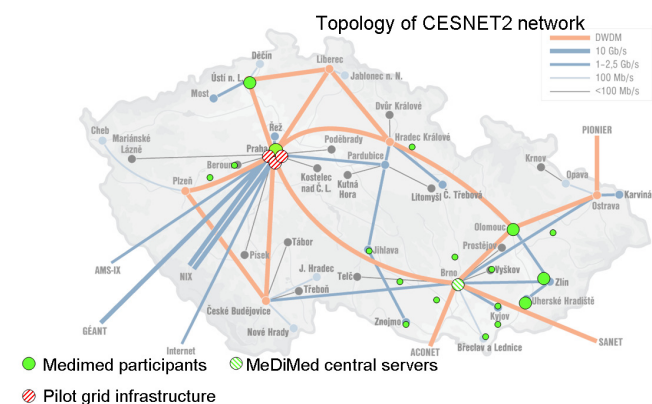 Topology of CESNET2 network
DWDM
10 Gb/s
1–2,5 Gb/s
100 Mb/s
<100 Mb/s
Děčín
Liberec
Ústí n. L.
Jablonec n. N.
Most
Dvůr Králové
Cheb
Řež
PIONIER
Mariánské
Lázně
Praha
Poděbrady
Hradec Králové
Beroun
Pardubice
Krnov
Kostelec
nad Č. L.
Kutná
Hora
Opava
Plzeň
Litomyšl
Č. Třebová
Karviná
Ostrava
Olomouc
Tábor
Prostějov
Písek
Jihlava
AMS-IX
NIX
J. Hradec
Telč
Brno
Vyškov
Zlín
Třeboň
Uherské Hradiště
České Budějovice
Kyjov
GÉANT
Nové Hrady
Znojmo
Internet
ACONET
Břeclav a Lednice
SANET
Medimed participants
MeDiMed central servers
Pilot grid infrastructure